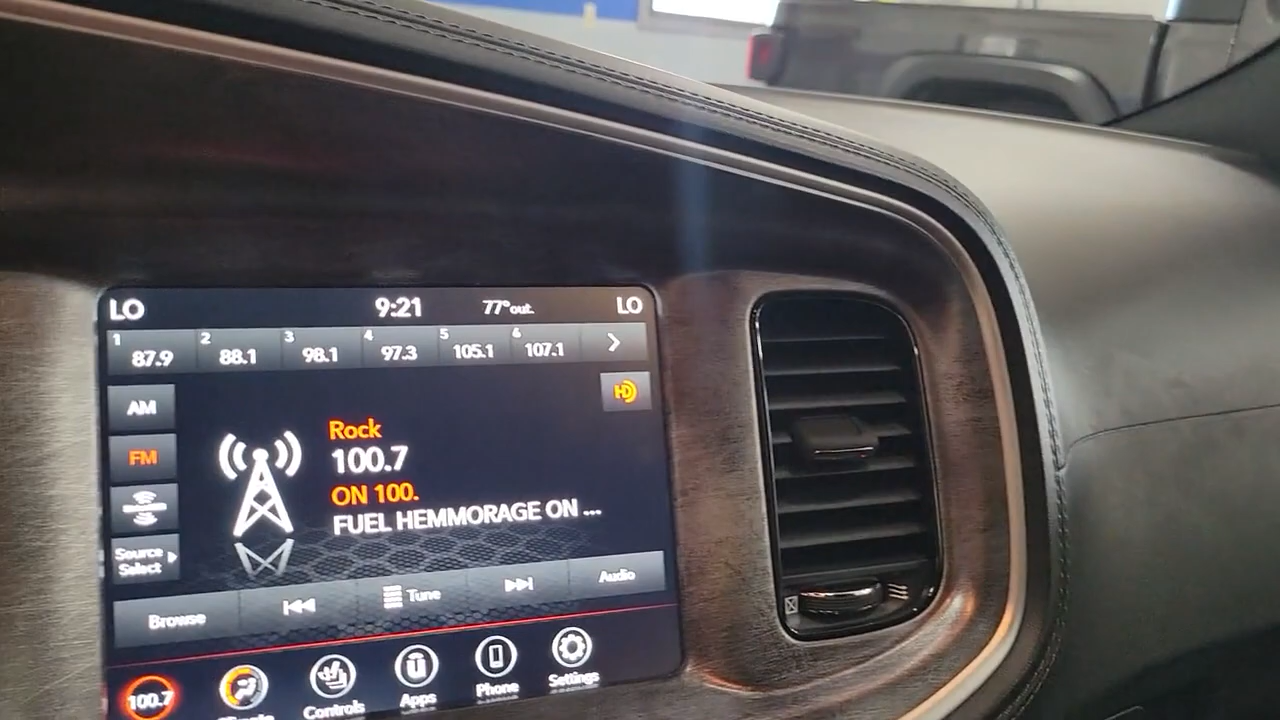 LO 9:21 77° out. LO
1 2 3 4 5 6
87.9 88.1 98.1 97.3 105.1 107.1
AM
FM
Source
Select
HD
Rock
100.7
ON 100.
FUEL HEMMORAGE ON ...
Browse Tune Audio
100.7 Climate Controls Apps Phone Settings